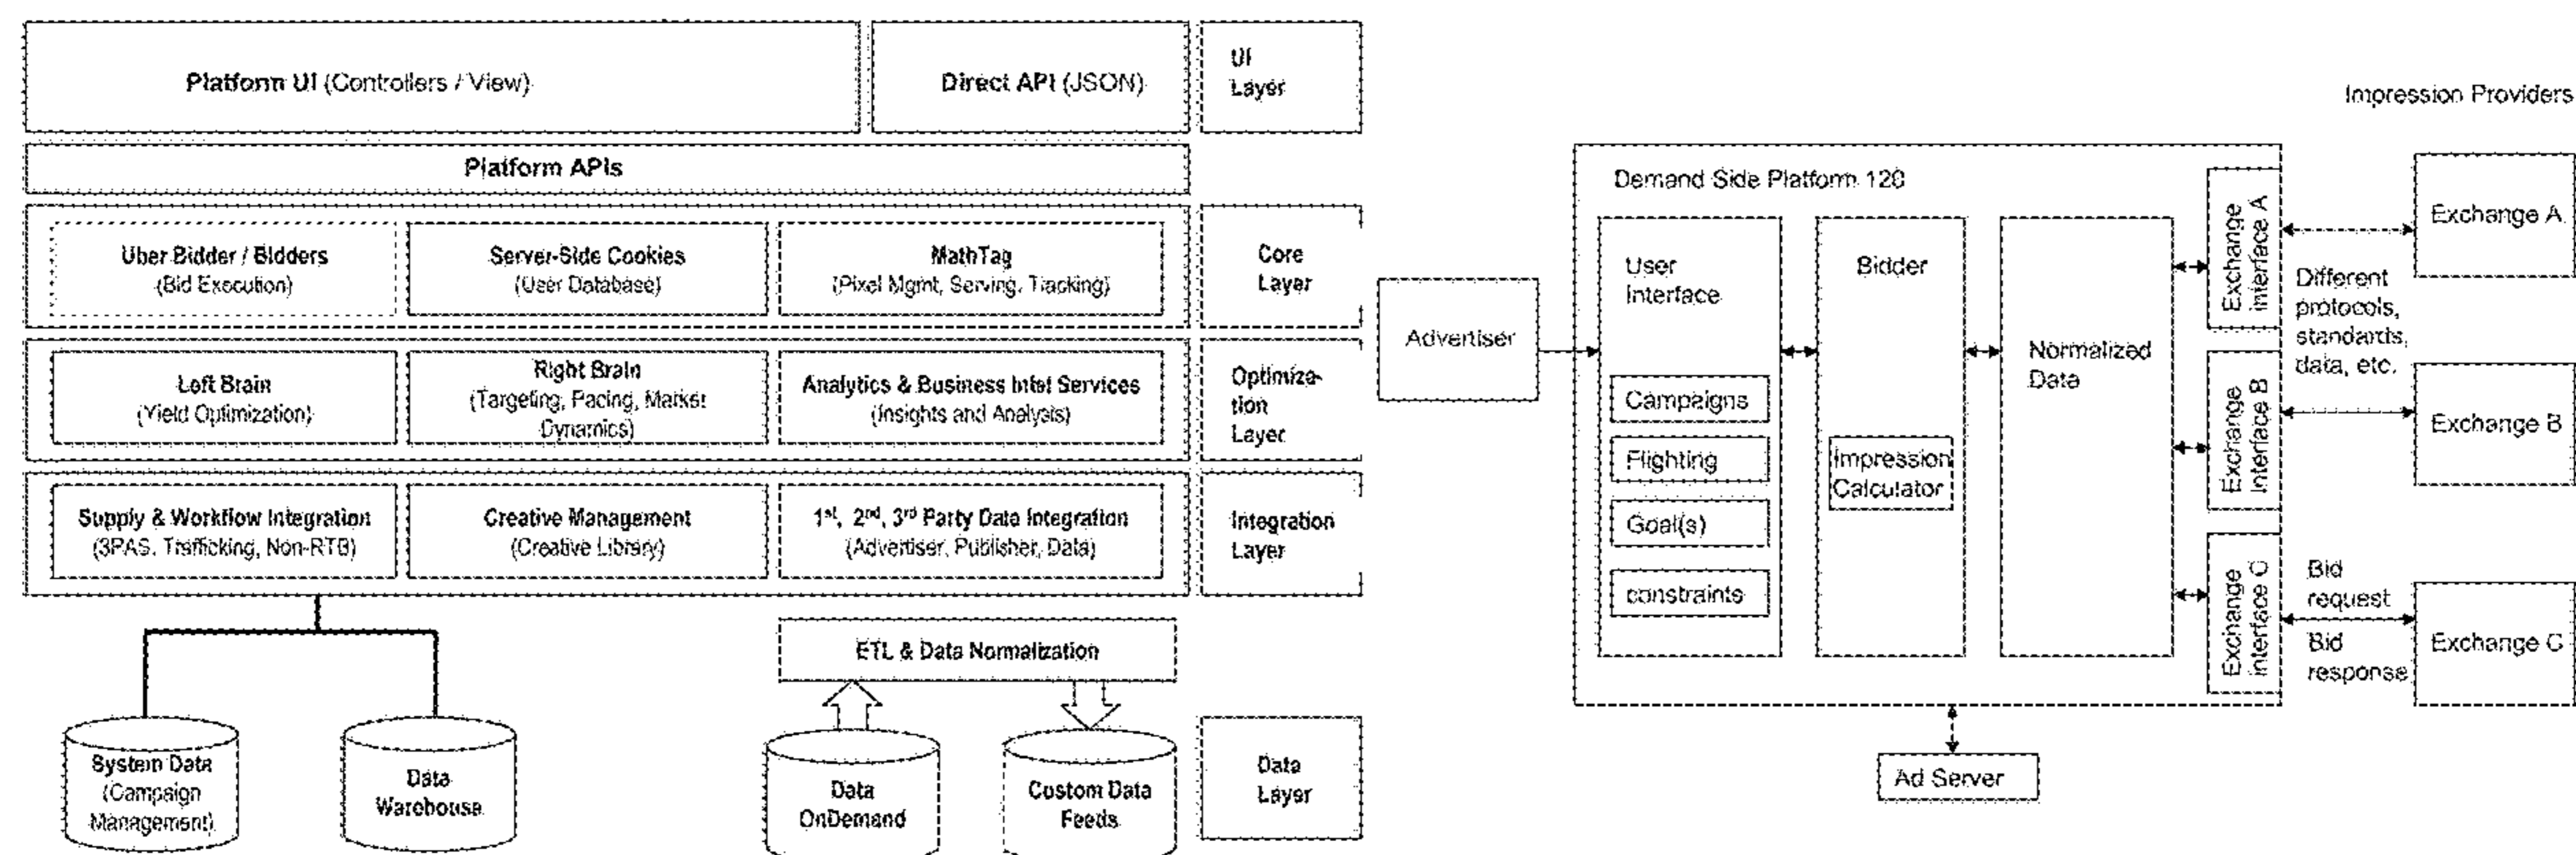 Platform UI (Controllers / View)
Direct API (JSON)
UI
Layer
Platform APIs
Uber Bidder / Bidders
(Bid Execution)
Server-Side Cookies
(User Database)
MathTag
(Pixel Mgmt, Serving, Tracking)
Core
Layer
Left Brain
(Yield Optimization)
Right Brain
(Targeting, Pacing, Market
Dynamics)
Analytics & Business Intel Services
(Insights and Analysis)
Optimiza-
tion
Layer
Supply & Workflow Integration
(3PAS, Trafficking, Non-RTB)
Creative Management
(Creative Library)
1st, 2nd, 3rd Party Data Integration
(Advertiser, Publisher, Data)
Integration
Layer
ETL & Data Normalization
System Data
(Campaign
Management)
Data
Warehouse
Data
OnDemand
Custom Data
Feeds
Data
Layer
Impression Providers
Demand Side Platform 120
Advertiser
User
Interface
Campaigns
Flighting
Goal(s)
constraints
Bidder
Impression
Calculator
Normalized
Data
Exchange
Interface A
Exchange
Interface B
Exchange
Interface C
Different
protocols,
standards,
data, etc.
Bid
request
Bid
response
Exchange A
Exchange B
Exchange C
Ad Server